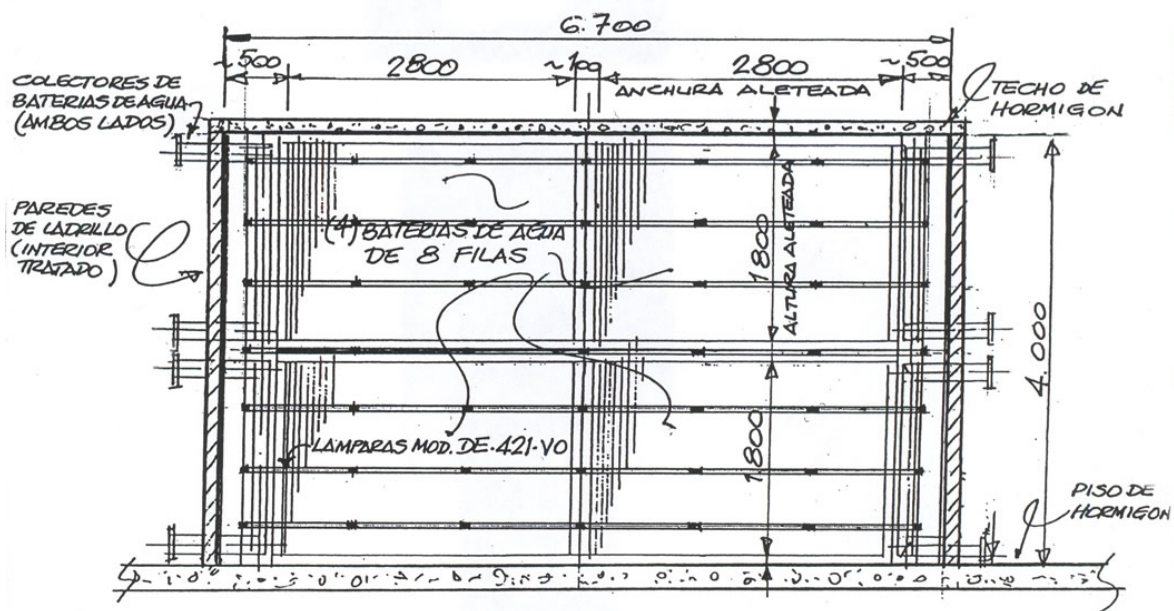 6.700
~500
2800
~100
2800
~500
ANCHURA ALETEADA
COLECTORES DE
BATERIAS DE AGUA
(AMBOS LADOS)
TECHO DE
HORMIGON
PAREDES
DE LADRILLO
(INTERIOR
TRATADO)
(4) BATERIAS DE AGUA
DE 8 FILAS
1800
ALTURA ALETEADA
4.000
LAMPARAS MOD. DE-421-VO
1.800
PISO DE
HORMIGON